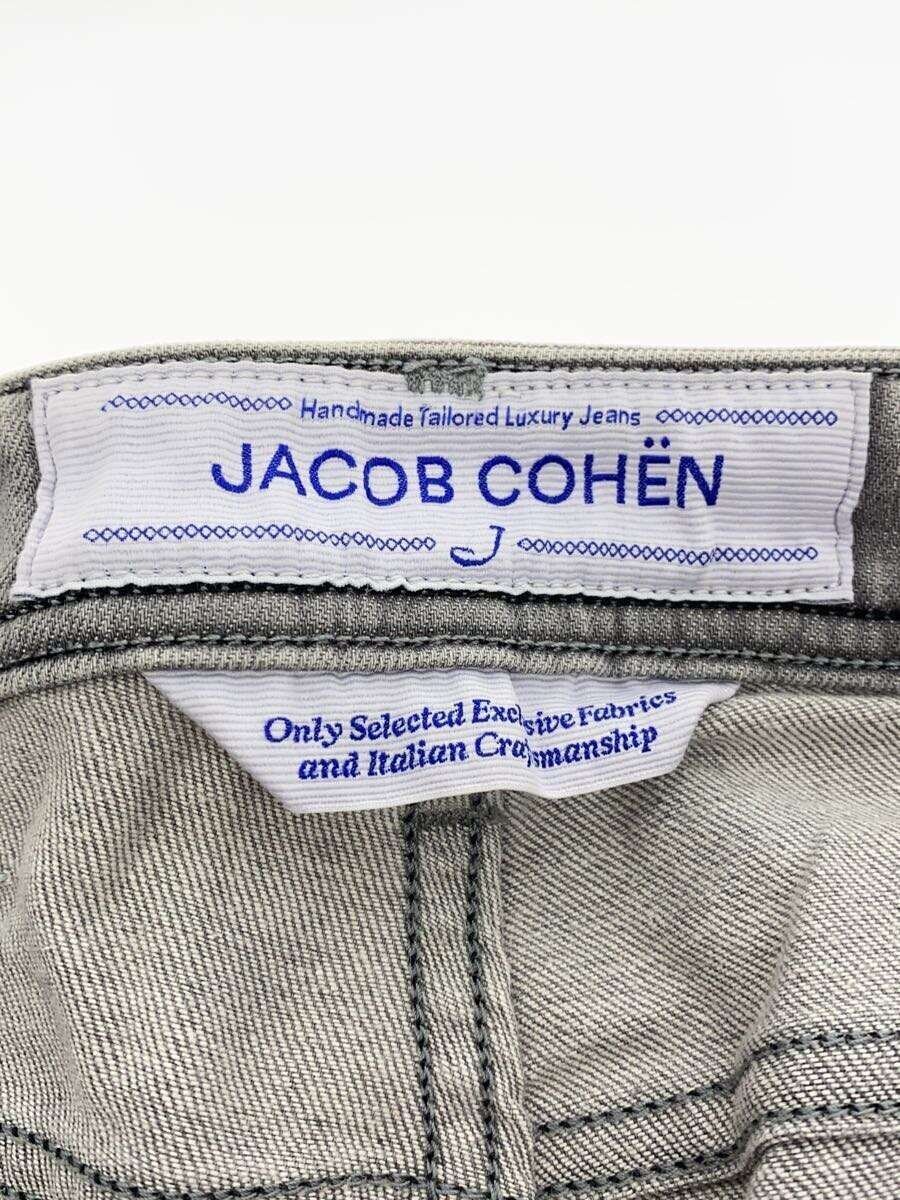 Handmade Tailored Luxury Jeans
JACOB COHËN
J
Only Selected Exclusive Fabrics
and Italian Craftsmanship